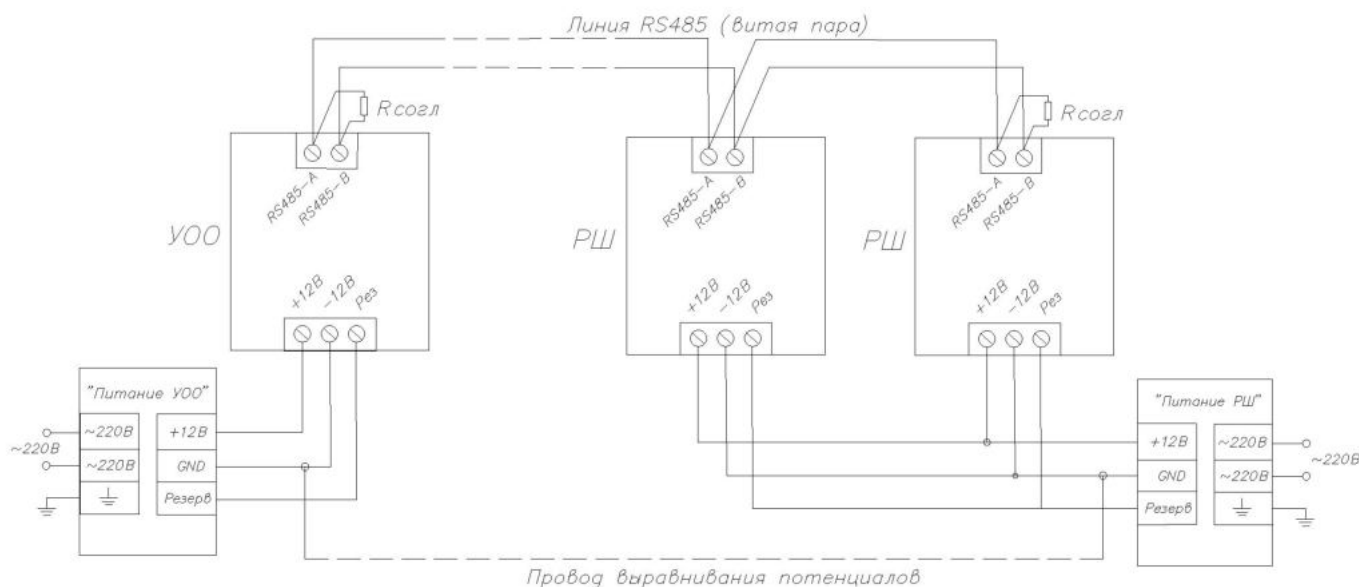 Линия RS485 (витая пара)
Rсогл
Rсогл
RS485-А
RS485-В
RS485-А
RS485-В
RS485-А
RS485-В
УОО
РШ
РШ
+12В
-12В
Рез
+12В
-12В
Рез
+12В
-12В
Рез
"Питание УОО"
~220В
+12В
~220В
~220В
GND
Резерв
"Питание РШ"
+12В
~220В
~220В
GND
~220В
Резерв
Провод выравнивания потенциалов